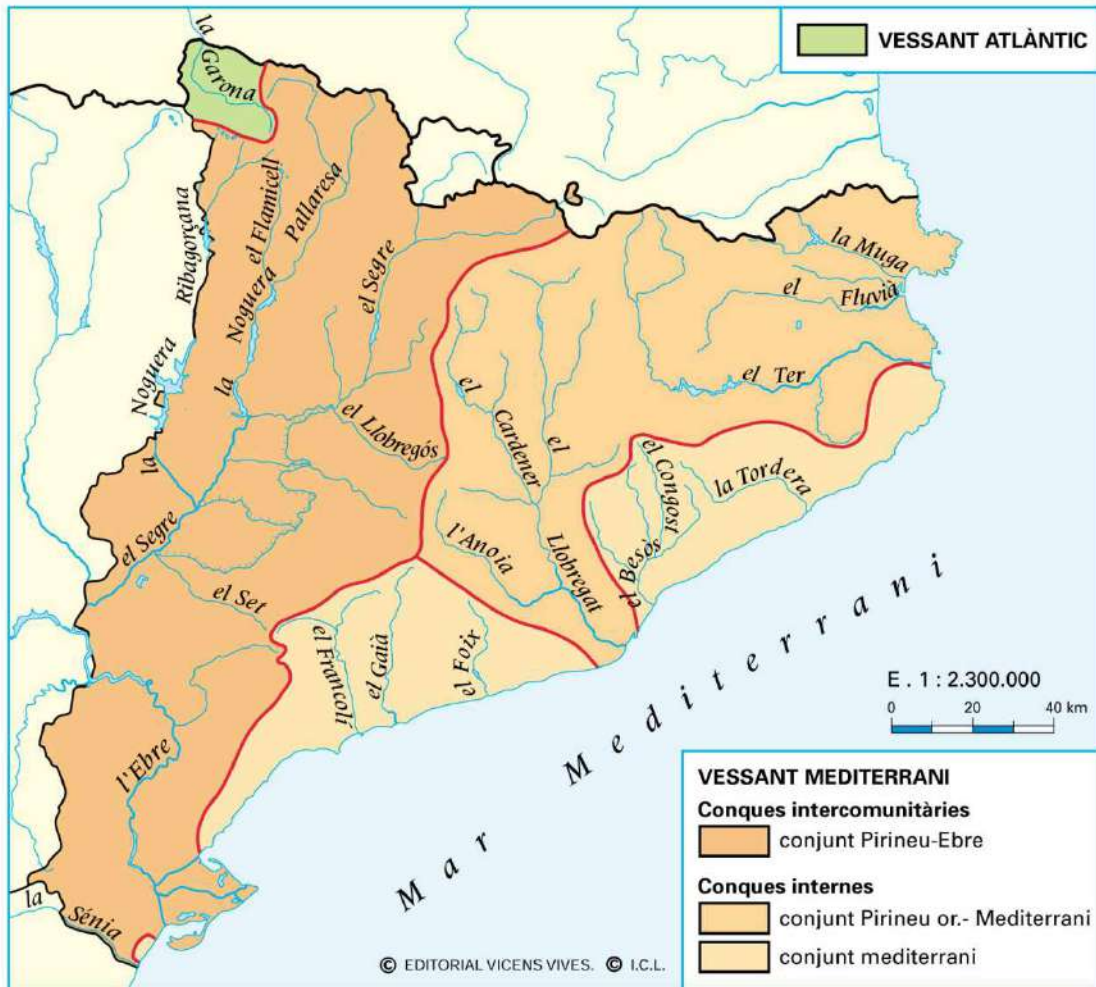 VESSANT ATLÀNTIC
la
Garona
el Flamicell
Pallaresa
Noguera
la
Ribagorçana
Noguera
la
el Segre
la Muga
el
Fluvià
el Ter
el Llobregós
el
Cardener
el
Llobregat
el Congost
la Tordera
Besòs
el
l'Anoia
el Segre
el Set
el Francolí
el Gaià
el Foix
l'Ebre
la
Sénia
Mar Mediterrani
E. 1 : 2.300.000
0 20 40 km
VESSANT MEDITERRANI
Conques intercomunitàries
conjunt Pirineu-Ebre
Conques internes
conjunt Pirineu or.- Mediterrani
conjunt mediterrani
© EDITORIAL VICENS VIVES. © I.C.L.